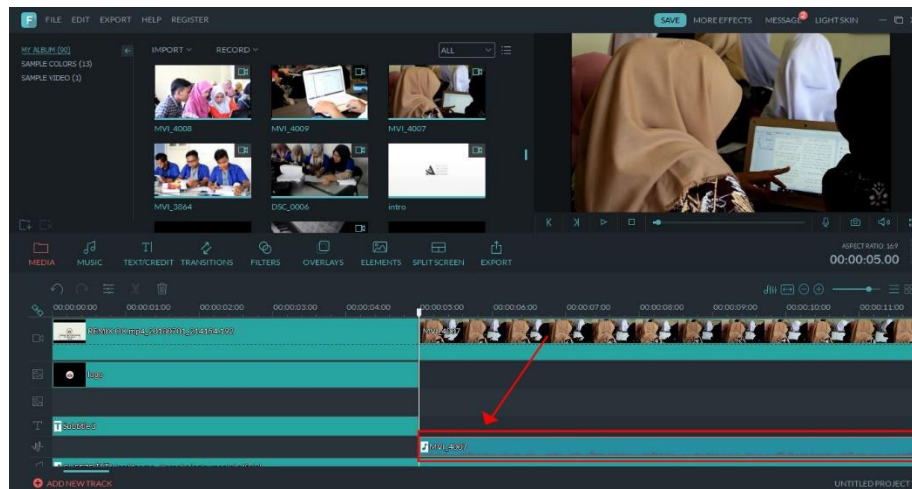 FILE EDIT EXPORT HELP REGISTER
SAVE MORE EFFECTS MESSAGE LIGHT SKIN
MY ALBUM (90)
SAMPLE COLORS (13)
SAMPLE VIDEO (1)
IMPORT RECORD ALL
MVI_4008 MVI_4009 MVI_4007
MVI_3864 DSC_0006 intro
MEDIA MUSIC TEXT/CREDIT TRANSITIONS FILTERS OVERLAYS ELEMENTS SPLIT SCREEN EXPORT
ASPECT RATIO 16:9
00:00:05.00
00:00:00:00 00:00:01:00 00:00:02:00 00:00:03:00 00:00:04:00 00:00:05:00 00:00:06:00 00:00:07:00 00:00:08:00 00:00:09:00 00:00:10:00 00:00:11:00
MVI_4007
logo
MVI_4007
ADD NEW TRACK
UNTITLED PROJECT